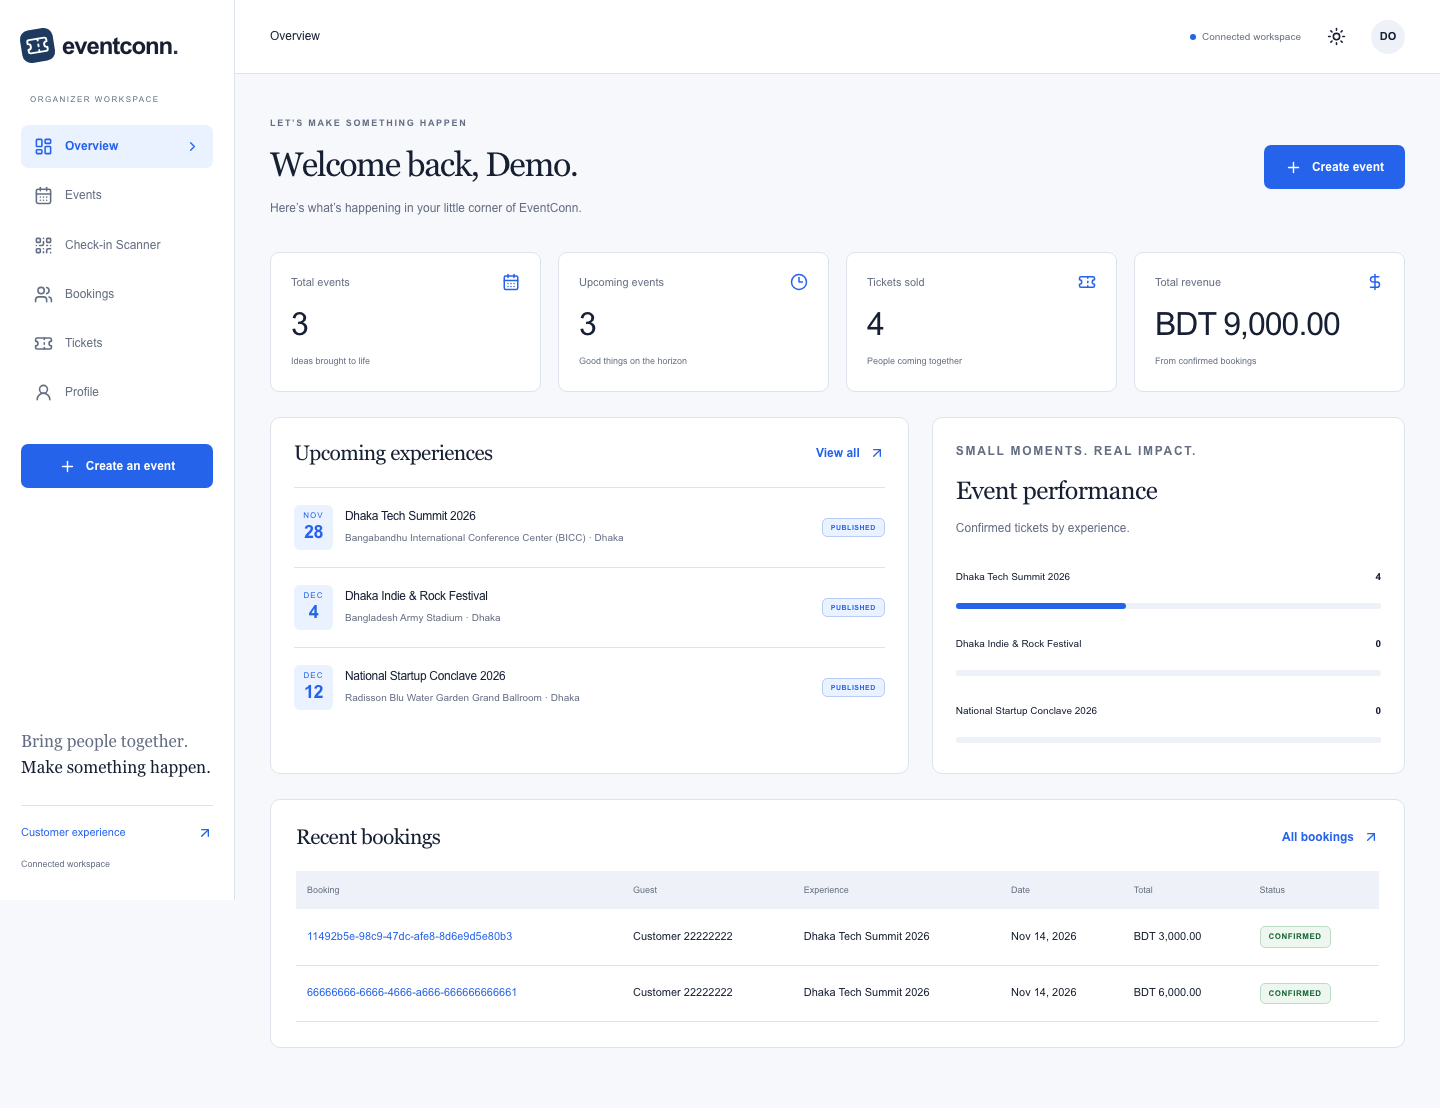 eventconn.
ORGANIZER WORKSPACE
Overview
Events
Check-in Scanner
Bookings
Tickets
Profile
Create an event
Bring people together.
Make something happen.
Customer experience
Connected workspace
Overview
Connected workspace
DO
LET'S MAKE SOMETHING HAPPEN
Welcome back, Demo.
Here's what's happening in your little corner of EventConn.
Create event
Total events
3
Ideas brought to life
Upcoming events
3
Good things on the horizon
Tickets sold
4
People coming together
Total revenue
BDT 9,000.00
From confirmed bookings
Upcoming experiences
View all
NOV
28
Dhaka Tech Summit 2026
Bangabandhu International Conference Center (BICC) · Dhaka
PUBLISHED
DEC
4
Dhaka Indie & Rock Festival
Bangladesh Army Stadium · Dhaka
PUBLISHED
DEC
12
National Startup Conclave 2026
Radisson Blu Water Garden Grand Ballroom · Dhaka
PUBLISHED
SMALL MOMENTS. REAL IMPACT.
Event performance
Confirmed tickets by experience.
Dhaka Tech Summit 2026 4
Dhaka Indie & Rock Festival 0
National Startup Conclave 2026 0
Recent bookings
All bookings
Booking Guest Experience Date Total Status
11492b5e-98c9-47dc-afe8-8d6e9d5e80b3 Customer 22222222 Dhaka Tech Summit 2026 Nov 14, 2026 BDT 3,000.00 CONFIRMED
66666666-6666-4666-a666-666666666661 Customer 22222222 Dhaka Tech Summit 2026 Nov 14, 2026 BDT 6,000.00 CONFIRMED